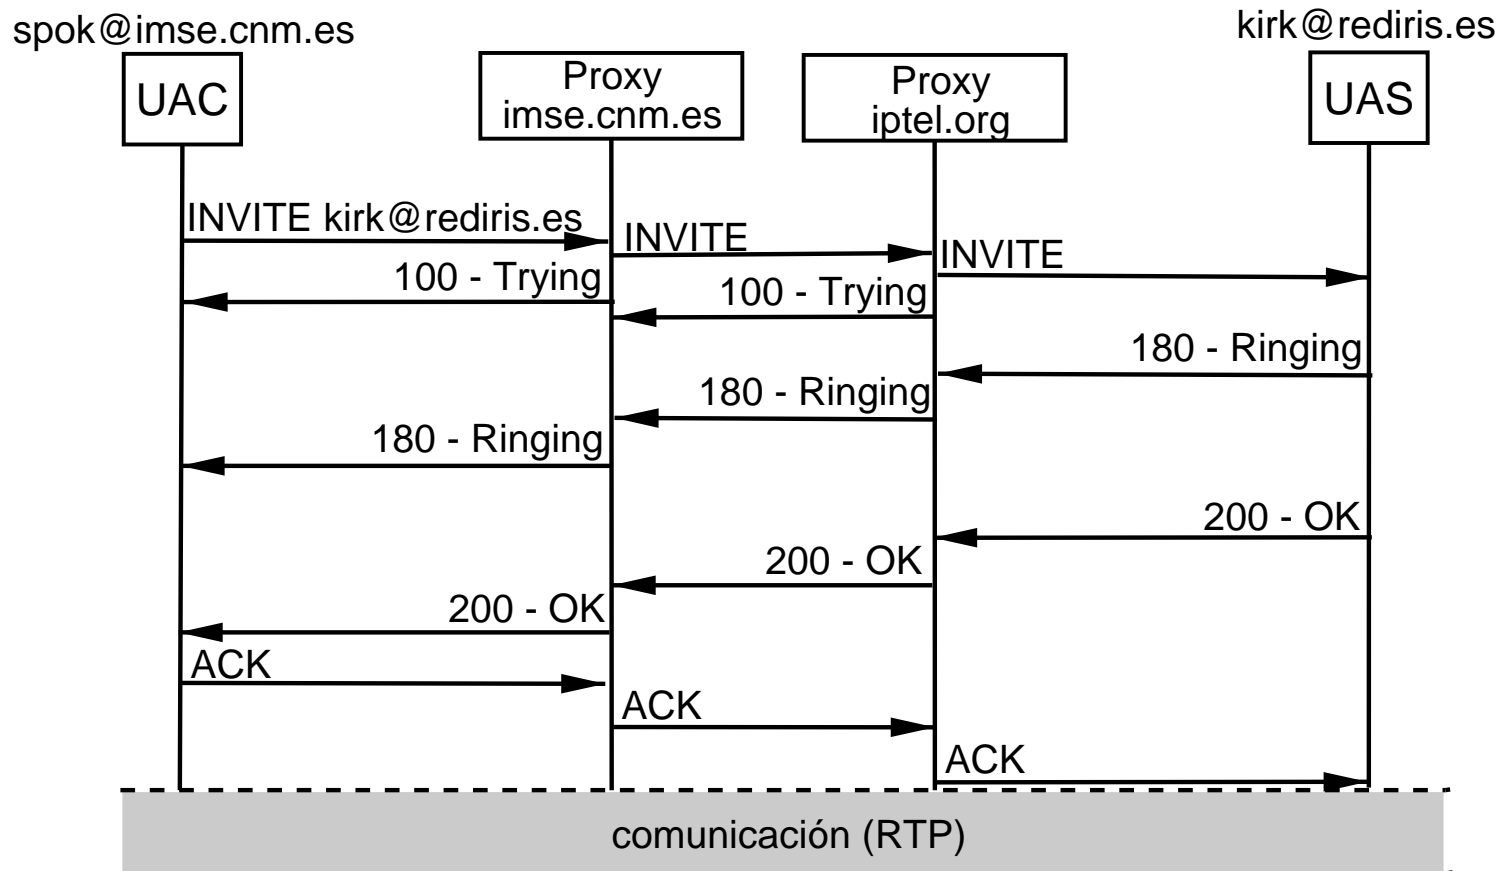 spok@imse.cnm.es
kirk@rediris.es
UAC
Proxy
imse.cnm.es
Proxy
iptel.org
UAS
INVITE kirk@rediris.es
INVITE
INVITE
100 - Trying
100 - Trying
180 - Ringing
180 - Ringing
180 - Ringing
200 - OK
200 - OK
200 - OK
ACK
ACK
ACK
comunicación (RTP)